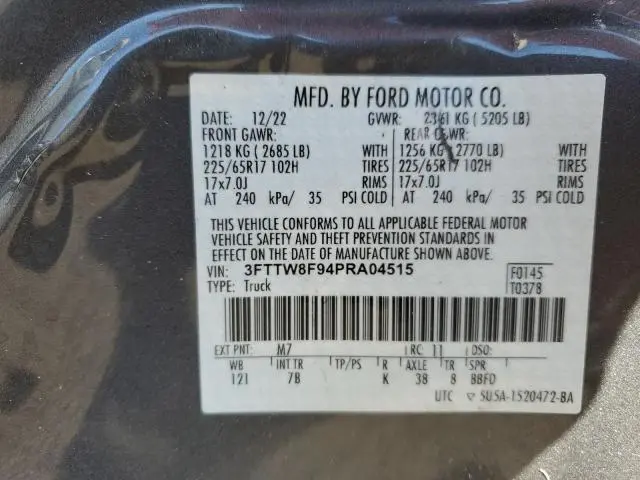 MFD. BY FORD MOTOR CO.
DATE: 12/22 GVWR: 2361 KG ( 5205 LB)
FRONT GAWR: REAR GAWR:
1218 KG ( 2685 LB) WITH 1256 KG ( 2770 LB) WITH
225/65R17 102H TIRES 225/65R17 102H TIRES
17x7.0J RIMS 17x7.0J RIMS
AT 240 kPa/ 35 PSI COLD AT 240 kPa/ 35 PSI COLD
THIS VEHICLE CONFORMS TO ALL APPLICABLE FEDERAL MOTOR
VEHICLE SAFETY AND THEFT PREVENTION STANDARDS IN
EFFECT ON THE DATE OF MANUFACTURE SHOWN ABOVE.
VIN: 3FTTW8F94PRA04515 F0145
TYPE: Truck T0378
EXT PNT: M7 RC: 11 DSO:
WB INT TR TP/PS R AXLE TR SPR
121 7B K 38 8 BBFD
UTC ▽ SU5A-1520472-BA